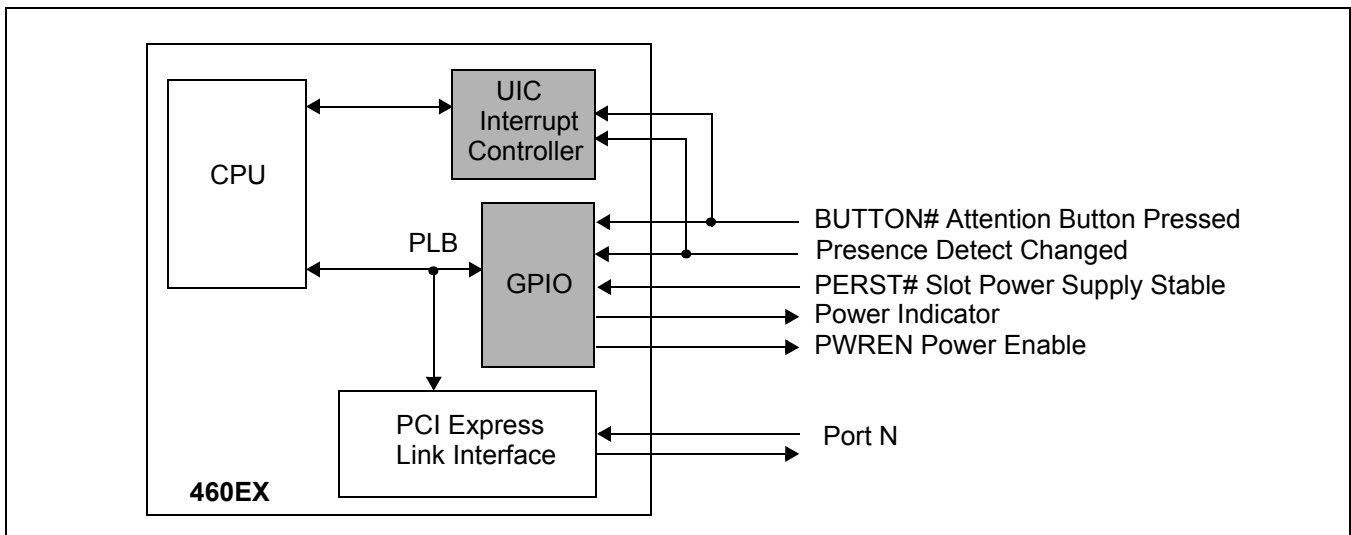 UIC
Interrupt
Controller
CPU
BUTTON# Attention Button Pressed
PLB
Presence Detect Changed
GPIO
PERST# Slot Power Supply Stable
Power Indicator
PWREN Power Enable
PCI Express
Link Interface
Port N
460EX